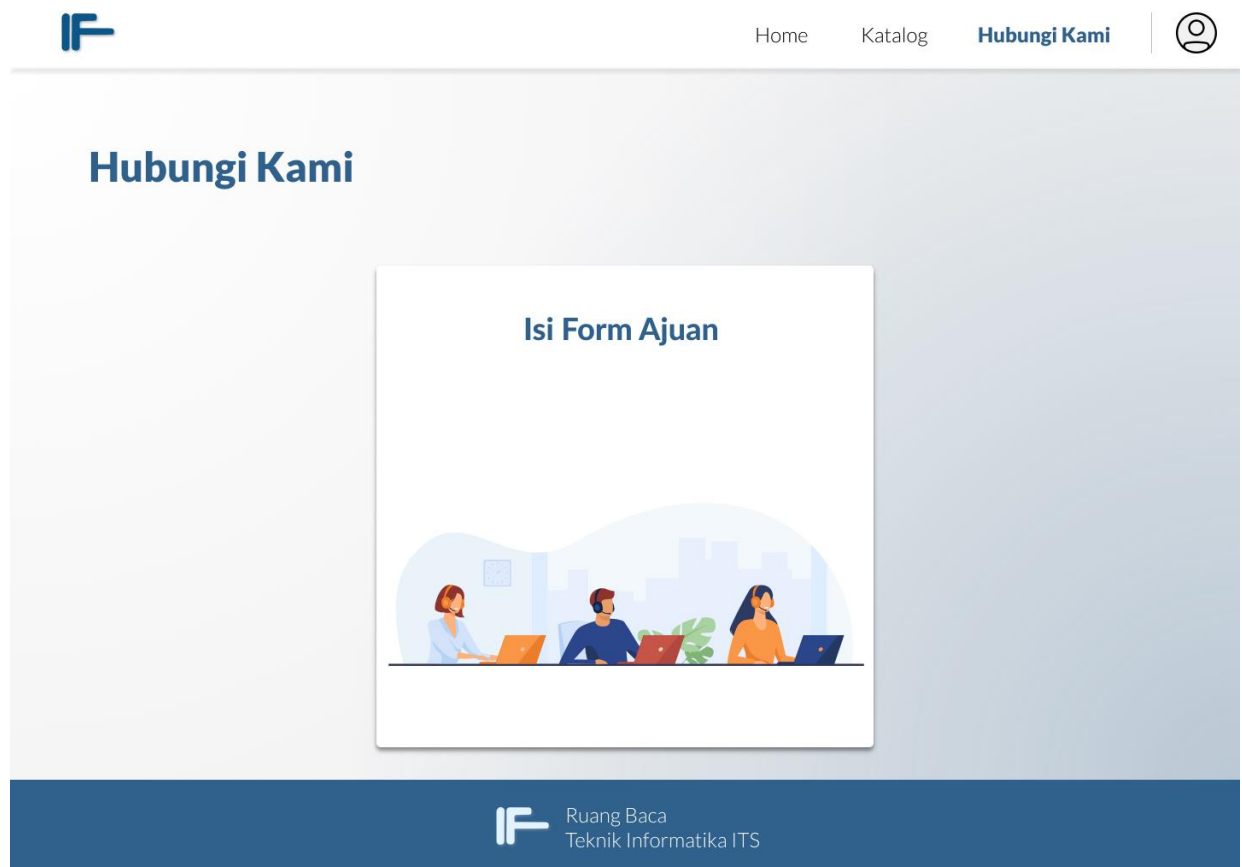 IF
Home
Katalog
Hubungi Kami
Hubungi Kami
Isi Form Ajuan
IF
Ruang Baca
Teknik Informatika ITS